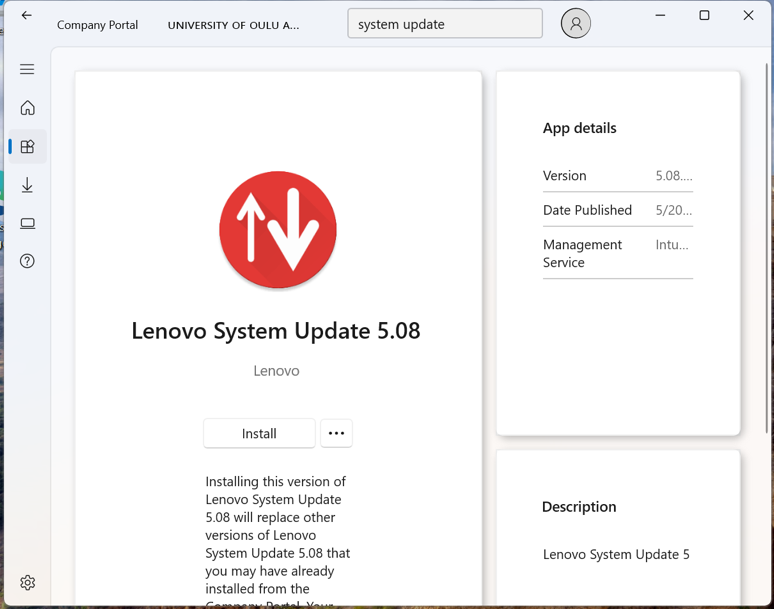 Company Portal
UNIVERSITY OF OULU A...
system update
Lenovo System Update 5.08
Lenovo
Install
Installing this version of
Lenovo System Update
5.08 will replace other
versions of Lenovo
System Update 5.08 that
you may have already
installed from the
Company Portal. Your
App details
Version 5.08....
Date Published 5/20...
Management Intu...
Service
Description
Lenovo System Update 5